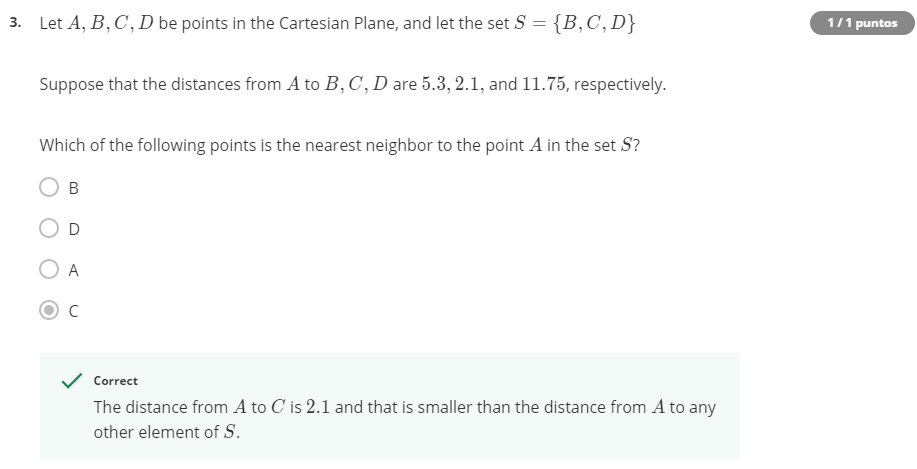 3. Let A, B, C, D be points in the Cartesian Plane, and let the set S = {B, C, D}
1 / 1 puntos
Suppose that the distances from A to B, C, D are 5.3, 2.1, and 11.75, respectively.
Which of the following points is the nearest neighbor to the point A in the set S?
B
D
A
C
Correct
The distance from A to C is 2.1 and that is smaller than the distance from A to any
other element of S.